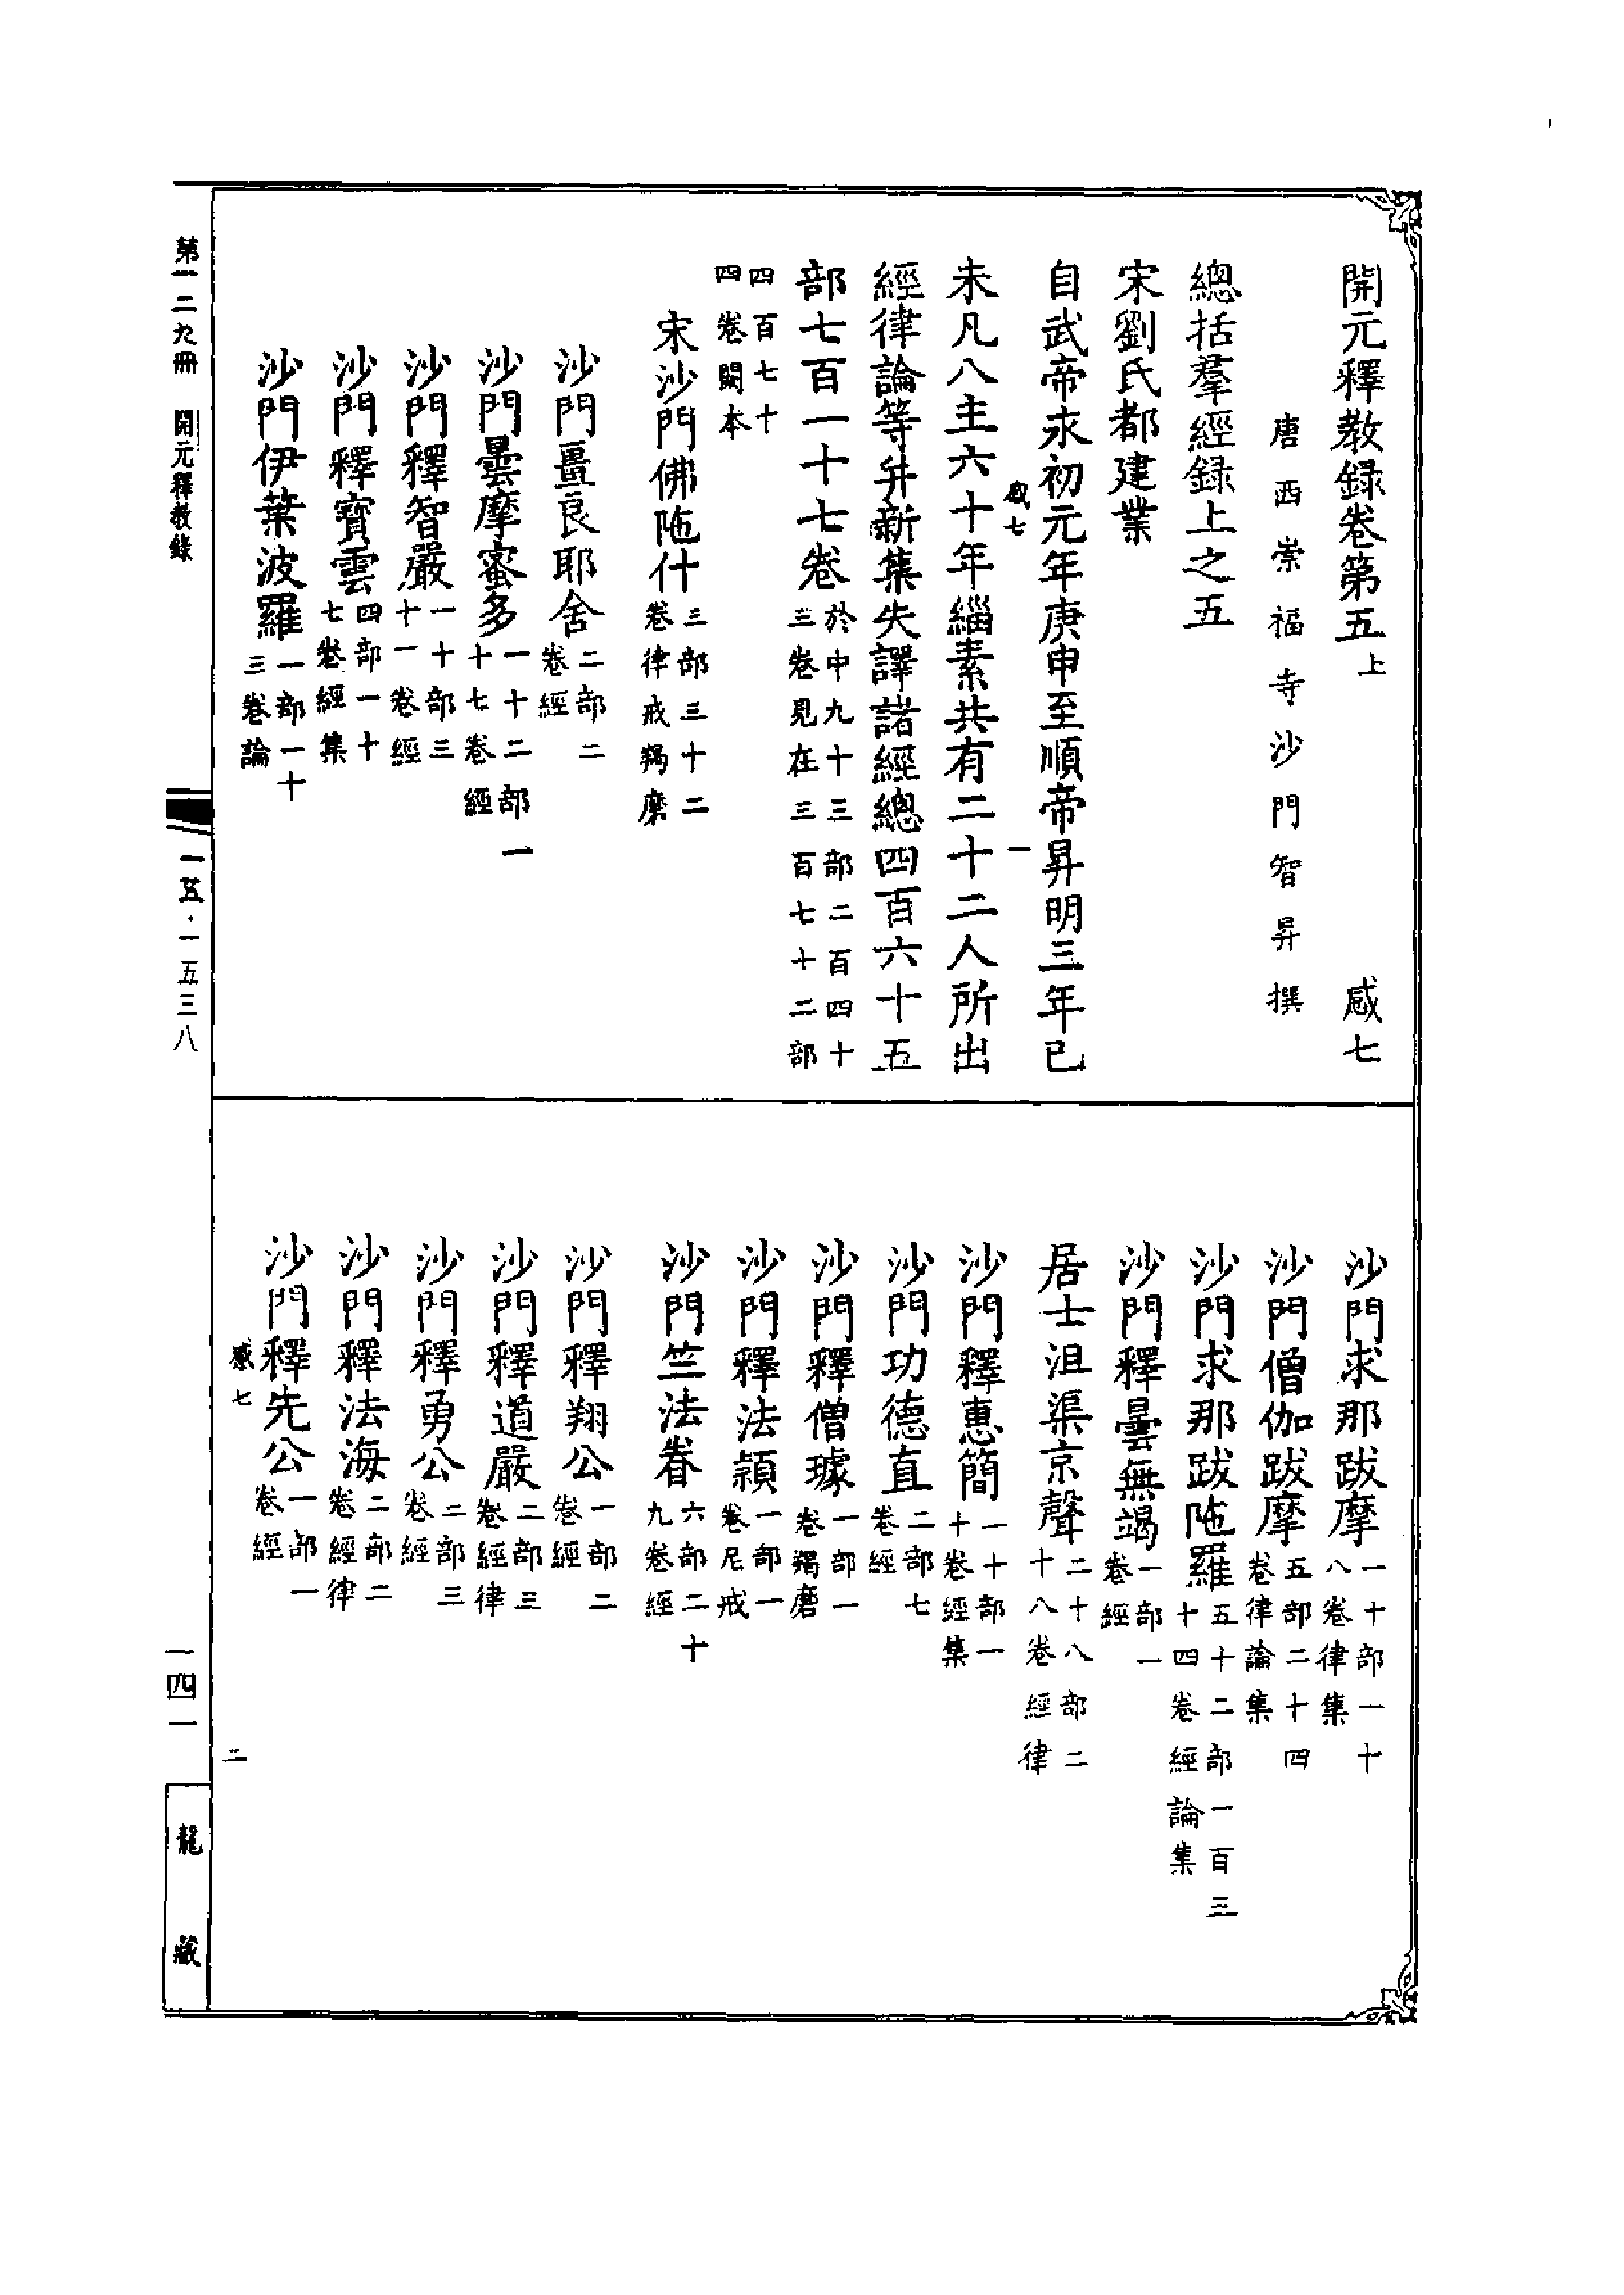 開元釋教録卷第五上 感七
唐西崇福寺沙門智昇撰
總括羣經録上之五
宋劉氏都建業
自武帝永初元年庚申至順帝昇明三年已
感七 一
未凡八主六十年緇素共有二十二人所出
經律論等并新集失譯諸經總四百六十五
部七百一十七卷於中九十三部二百四十三卷見在三百七十二部
四百七十四卷闕本
宋沙門佛陁什三部三十二卷律戒羯磨
沙門畺良耶舍二部二卷經
沙門曇摩蜜多一十二部一十七卷經
沙門釋智嚴一十部三十一卷經
沙門釋寶雲四部一十七卷經集
沙門伊葉波羅一部一十三卷論
沙門求那跋摩一十部一十八卷律集
沙門僧伽跋摩五部二十四卷律論集
沙門求那跋陁羅五十二部一百三十四卷經論集
沙門釋曇無竭一部一卷經
居士沮渠京聲二十八部二十八卷經律
沙門釋惠簡一十部一十卷經集
沙門功德直二部七卷經
沙門釋僧璩一部一卷羯磨
沙門釋法頴一部一卷尼戒
沙門竺法眷六部二十九卷經
沙門釋翔公一部二卷經
沙門釋道嚴二部三卷經律
沙門釋勇公二部三卷經
沙門釋法海二部二卷經律
沙門釋先公一部一卷經
感七 二
第一二九冊 開元釋教錄
一五·一五三八
一四一
龍藏